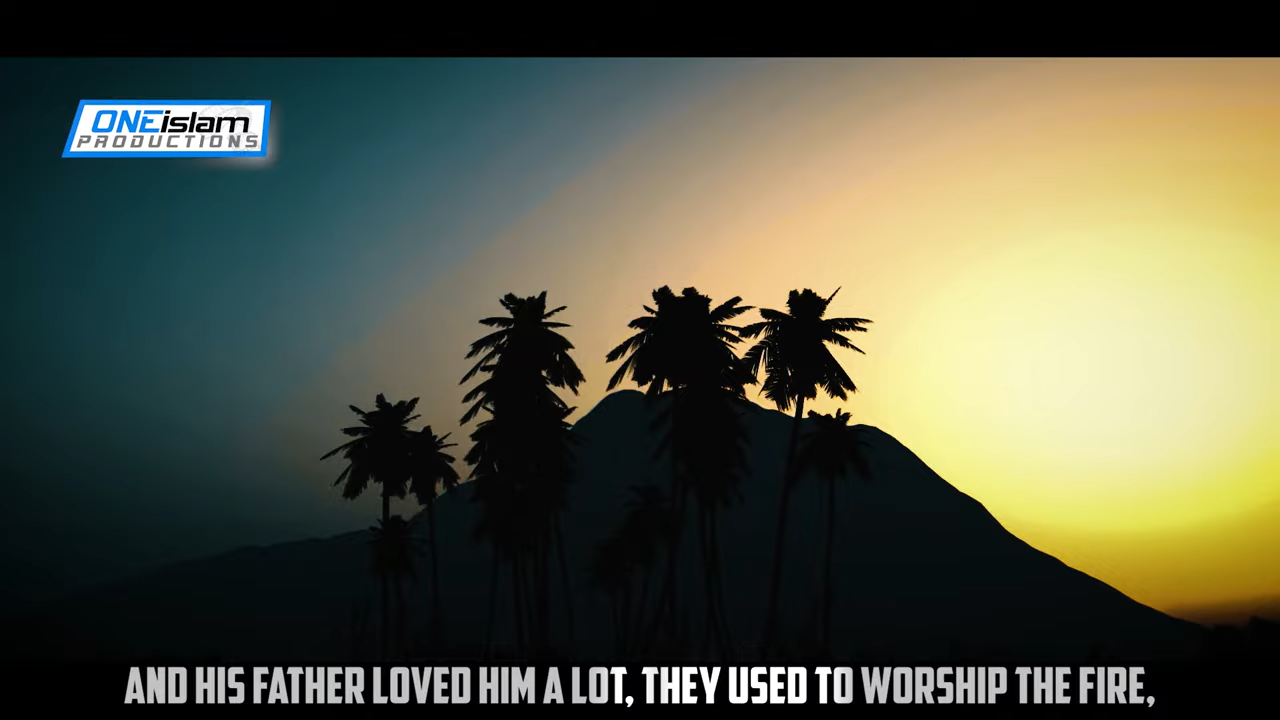 ONEislam
PRODUCTIONS
AND HIS FATHER LOVED HIM A LOT, THEY USED TO WORSHIP THE FIRE,